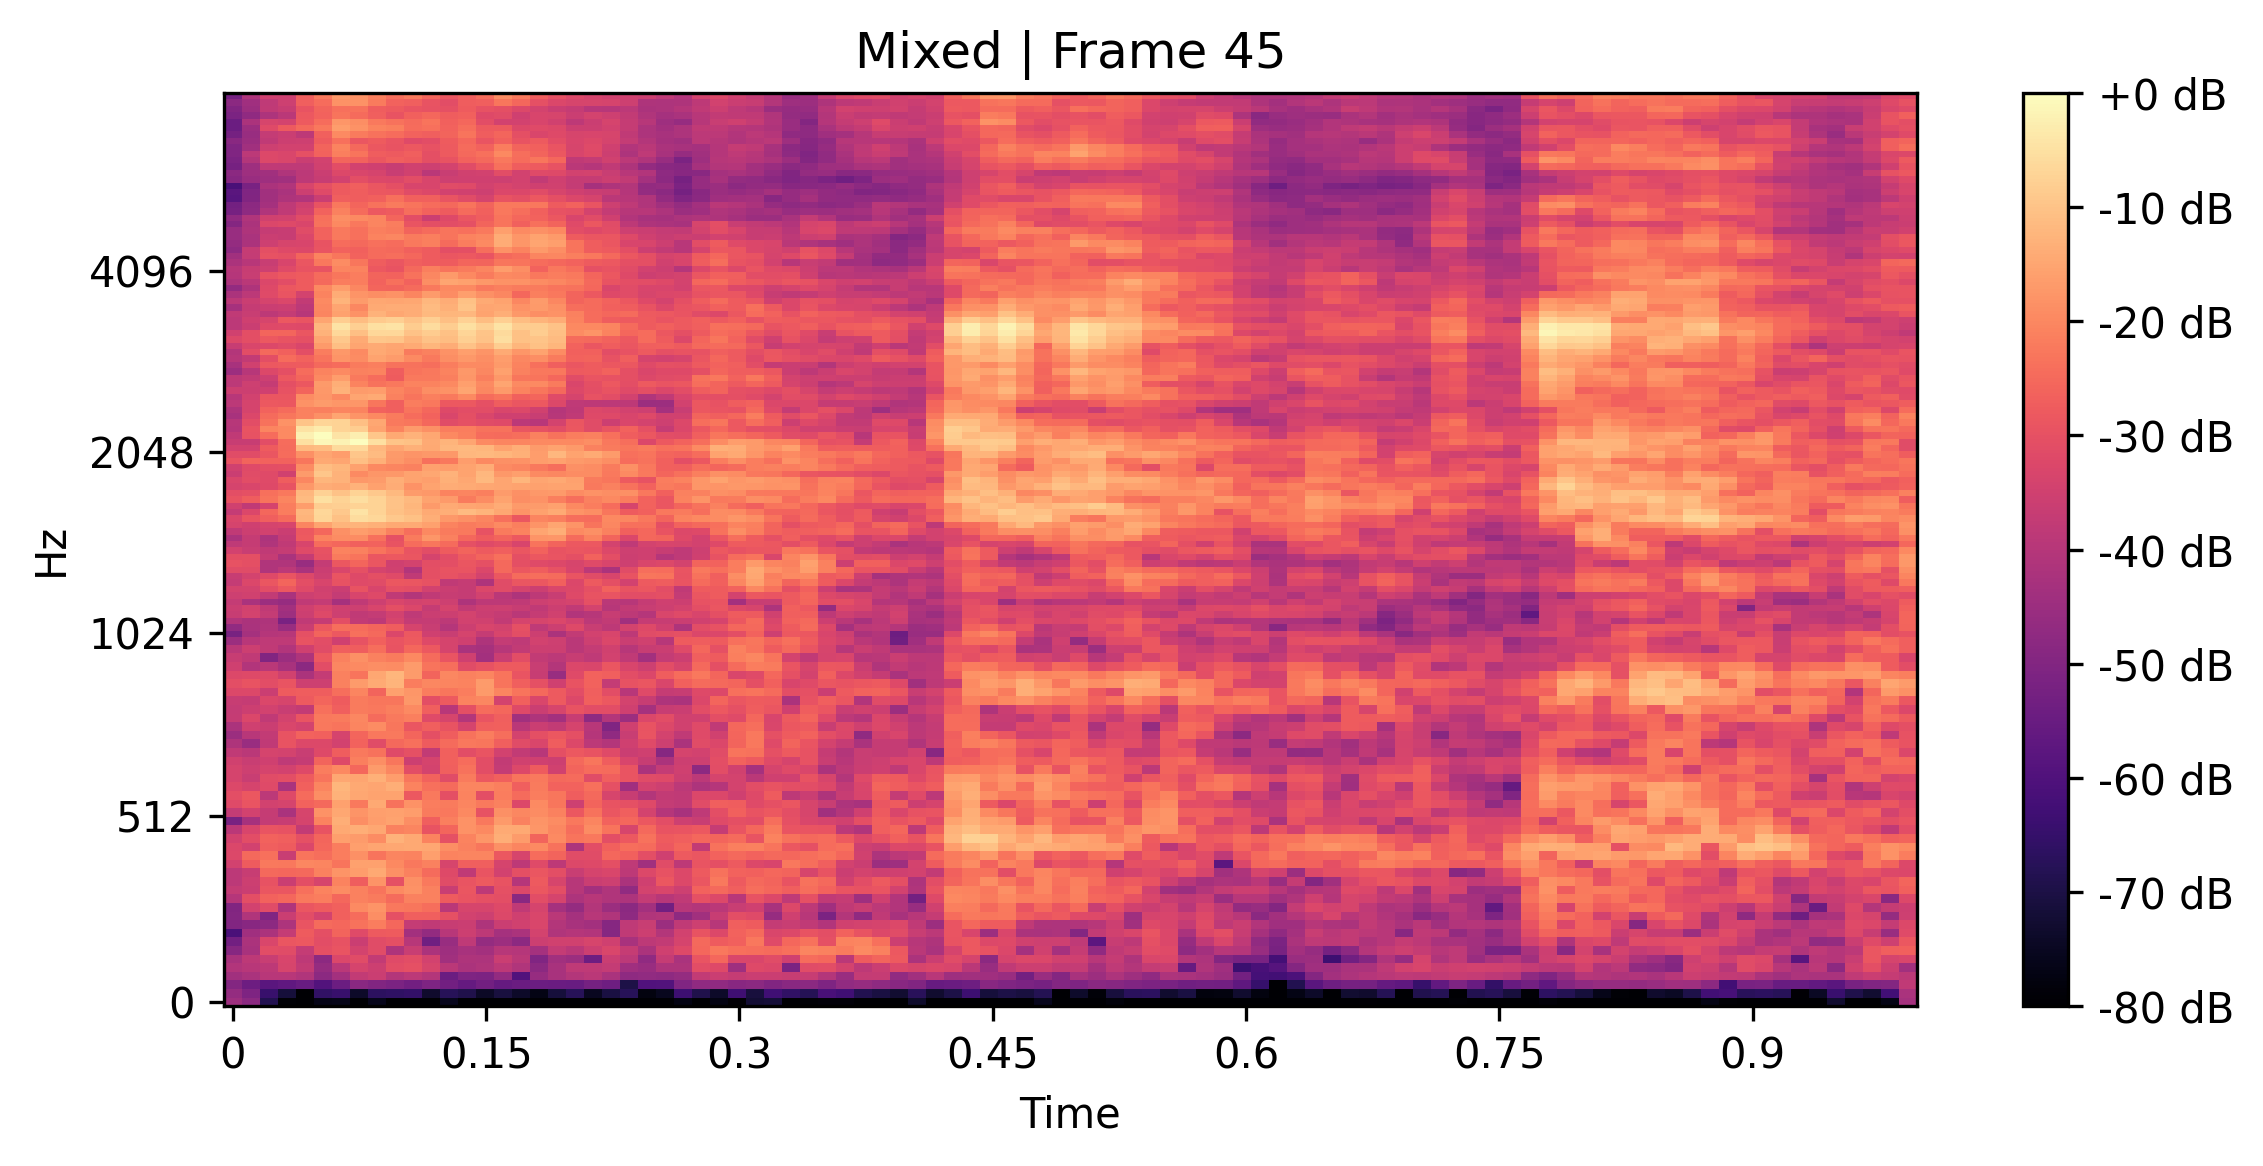 Mixed | Frame 45
+0 dB
-10 dB
-20 dB
-30 dB
-40 dB
-50 dB
-60 dB
-70 dB
-80 dB
4096
2048
1024
512
0
Hz
0 0.15 0.3 0.45 0.6 0.75 0.9
Time